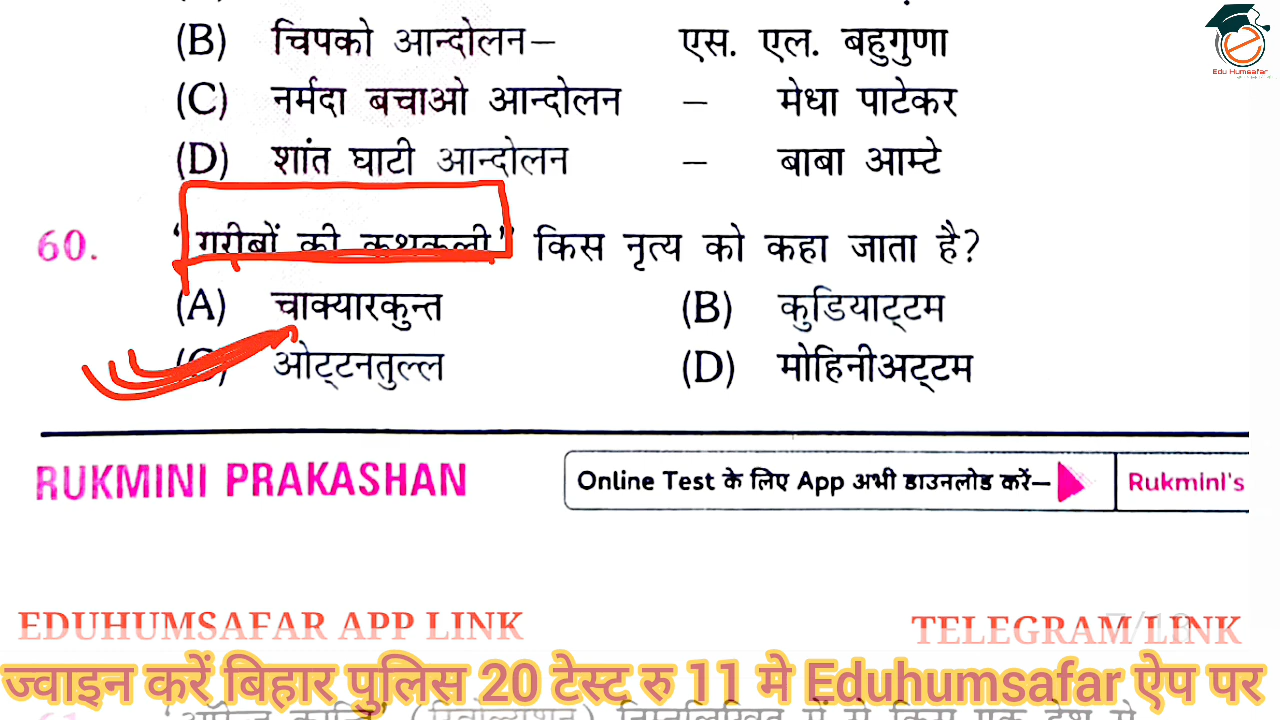 Edu Humsafar
(B) चिपको आन्दोलन– एस. एल. बहुगुणा
(C) नर्मदा बचाओ आन्दोलन – मेधा पाटेकर
(D) शांत घाटी आन्दोलन – बाबा आम्टे
60. 'गरीबों की कथकली' किस नृत्य को कहा जाता है?
(A) चाक्यारकुन्त (B) कुडियाट्टम
(C) ओट्टनतुल्ल (D) मोहिनीअट्टम
RUKMINI PRAKASHAN Online Test के लिए App अभी डाउनलोड करें– Rukmini's
EDUHUMSAFAR APP LINK TELEGRAM LINK
ज्वाइन करें बिहार पुलिस 20 टेस्ट रु 11 मे Eduhumsafar ऐप पर